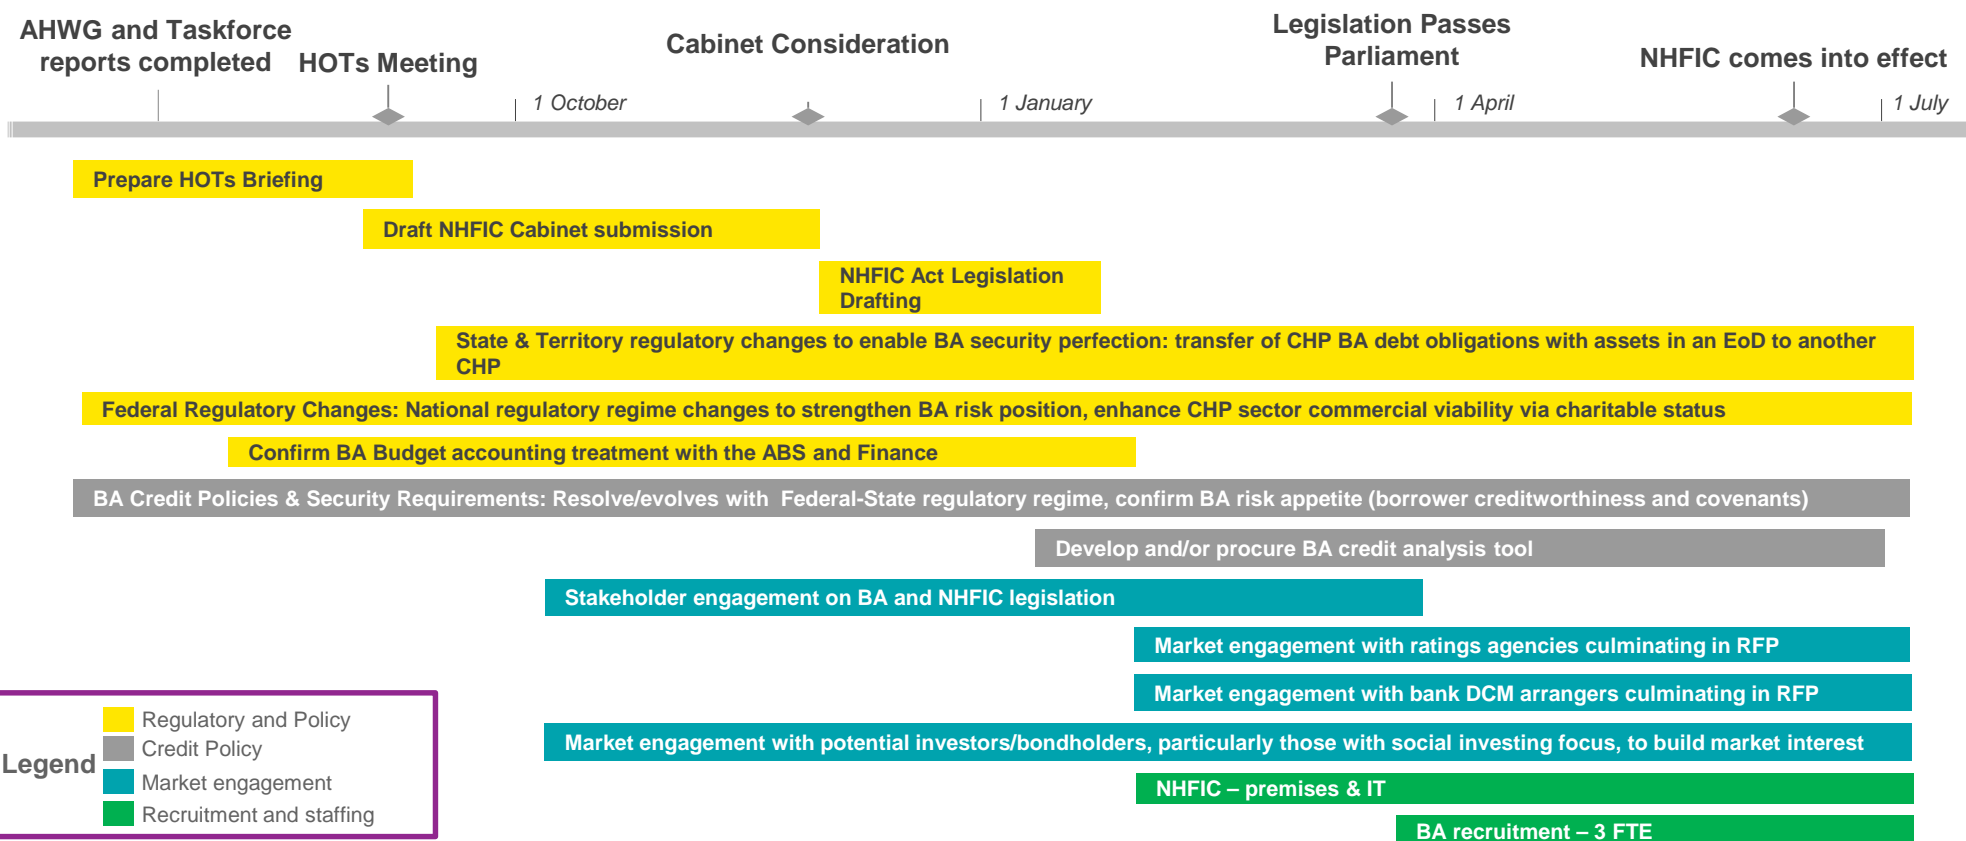 AHWG and Taskforce
reports completed
HOTs Meeting
Cabinet Consideration
Legislation Passes
Parliament
NHFIC comes into effect
1 October
1 January
1 April
1 July
Prepare HOTs Briefing
Draft NHFIC Cabinet submission
NHFIC Act Legislation
Drafting
State & Territory regulatory changes to enable BA security perfection: transfer of CHP BA debt obligations with assets in an EoD to another
CHP
Federal Regulatory Changes: National regulatory regime changes to strengthen BA risk position, enhance CHP sector commercial viability via charitable status
Confirm BA Budget accounting treatment with the ABS and Finance
BA Credit Policies & Security Requirements: Resolve/evolves with Federal-State regulatory regime, confirm BA risk appetite (borrower creditworthiness and covenants)
Develop and/or procure BA credit analysis tool
Stakeholder engagement on BA and NHFIC legislation
Market engagement with ratings agencies culminating in RFP
Market engagement with bank DCM arrangers culminating in RFP
Market engagement with potential investors/bondholders, particularly those with social investing focus, to build market interest
NHFIC – premises & IT
BA recruitment – 3 FTE
Legend
Regulatory and Policy
Credit Policy
Market engagement
Recruitment and staffing